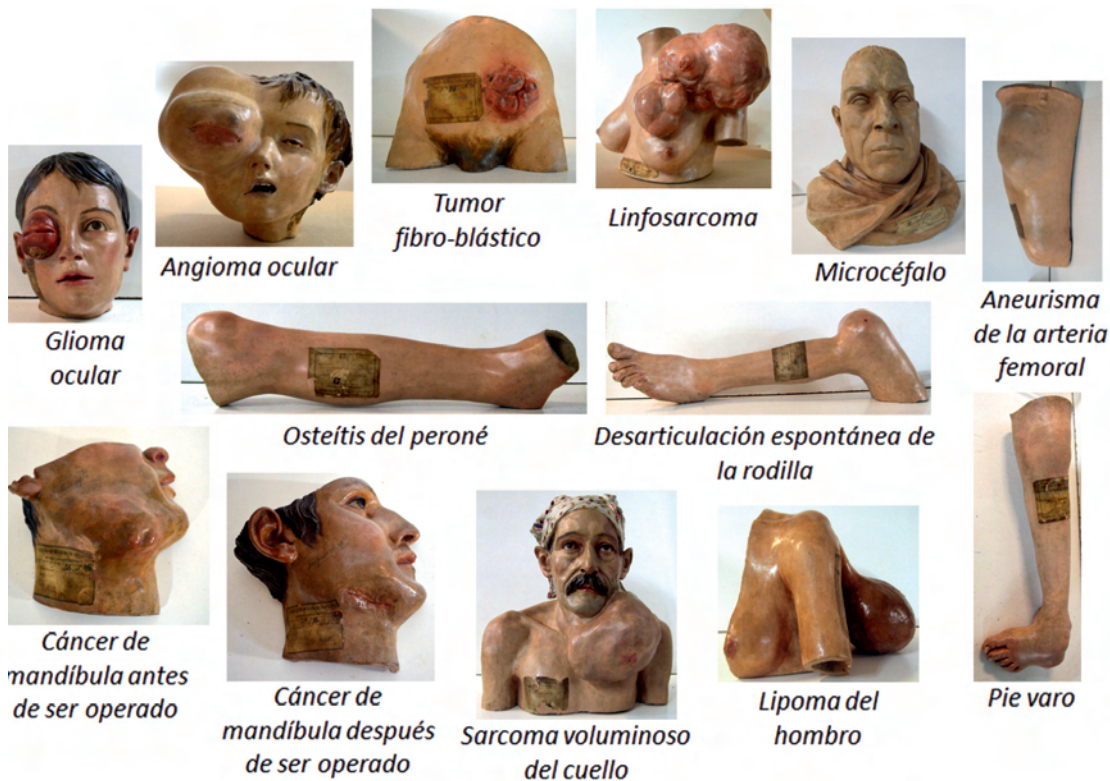 Glioma
ocular
Angioma ocular
Tumor
fibro-blástico
Linfosarcoma
Microcéfalo
Aneurisma
de la arteria
femoral
Osteítis del peroné
Desarticulación espontánea de
la rodilla
Cáncer de
mandíbula antes
de ser operado
Cáncer de
mandíbula después
de ser operado
Sarcoma voluminoso
del cuello
Lipoma del
hombro
Pie varo